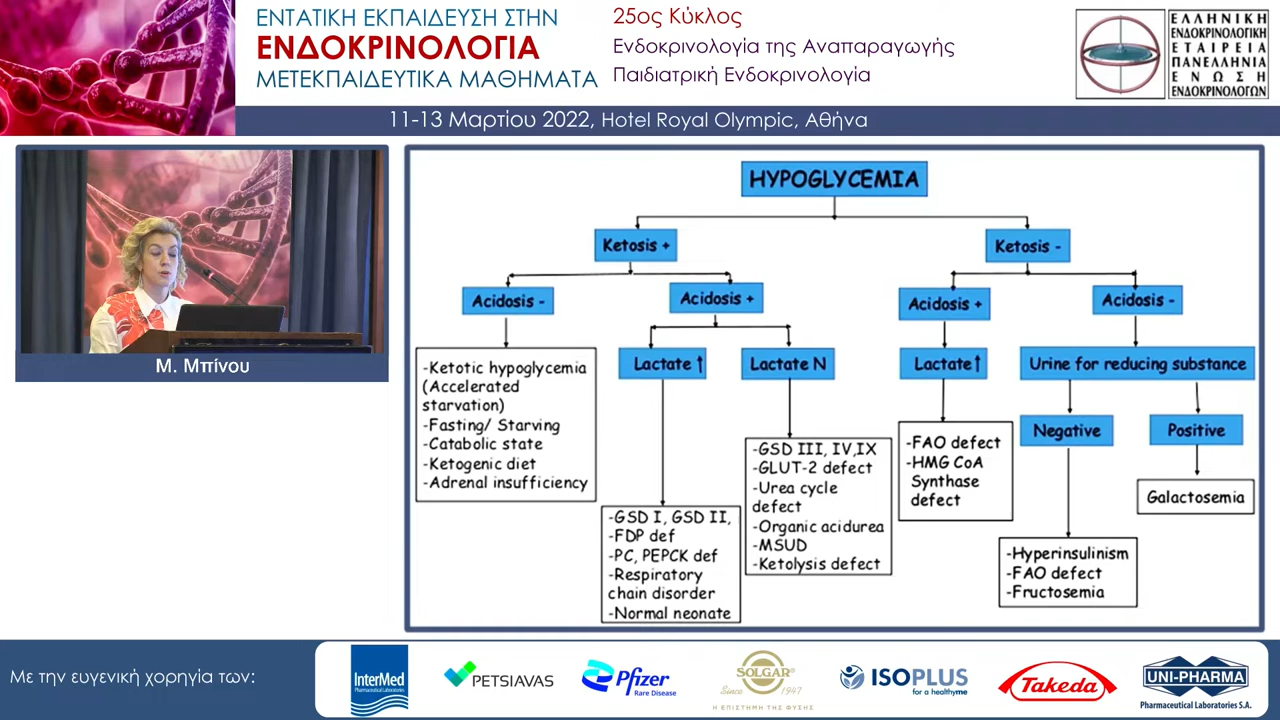 ΕΝΤΑΤΙΚΗ ΕΚΠΑΙΔΕΥΣΗ ΣΤΗΝ
ΕΝΔΟΚΡΙΝΟΛΟΓΙΑ
ΜΕΤΕΚΠΑΙΔΕΥΤΙΚΑ ΜΑΘΗΜΑΤΑ
25ος Κύκλος
Ενδοκρινολογία της Αναπαραγωγής
Παιδιατρική Ενδοκρινολογία
ΕΛΛΗΝΙΚΗ
ΕΝΔΟΚΡΙΝΟΛΟΓΙΚΗ
ΕΤΑΙΡΕΙΑ
ΠΑΝΕΛΛΗΝΙΑ
ΕΝΩΣΗ
ΕΝΔΟΚΡΙΝΟΛΟΓΩΝ
11-13 Μαρτίου 2022, Hotel Royal Olympic, Αθήνα
Μ. Μπίνου
HYPOGLYCEMIA
Ketosis +
Ketosis -
Acidosis -
Acidosis +
Acidosis +
Acidosis -
Lactate ↑
Lactate N
Lactate ↑
Urine for reducing substance
Negative
Positive
-Ketotic hypoglycemia
(Accelerated
starvation)
-Fasting/ Starving
-Catabolic state
-Ketogenic diet
-Adrenal insufficiency
-GSD I, GSD II,
-FDP def
-PC, PEPCK def
-Respiratory
chain disorder
-Normal neonate
-GSD III, IV,IX
-GLUT-2 defect
-Urea cycle
defect
-Organic acidurea
-MSUD
-Ketolysis defect
-FAO defect
-HMG CoA
Synthase
defect
-Hyperinsulinism
-FAO defect
-Fructosemia
Galactosemia
Με την ευγενική χορηγία των:
InterMed
Pharmaceutical Laboratories
PETSIAVAS
Pfizer
Rare Disease
SOLGAR®
Since 1947
Η ΕΠΙΣΤΗΜΗ ΤΗΣ ΦΥΣΗΣ
ISOPLUS
for a healthyme
Takeda
UNI-PHARMA
Pharmaceutical Laboratories S.A.